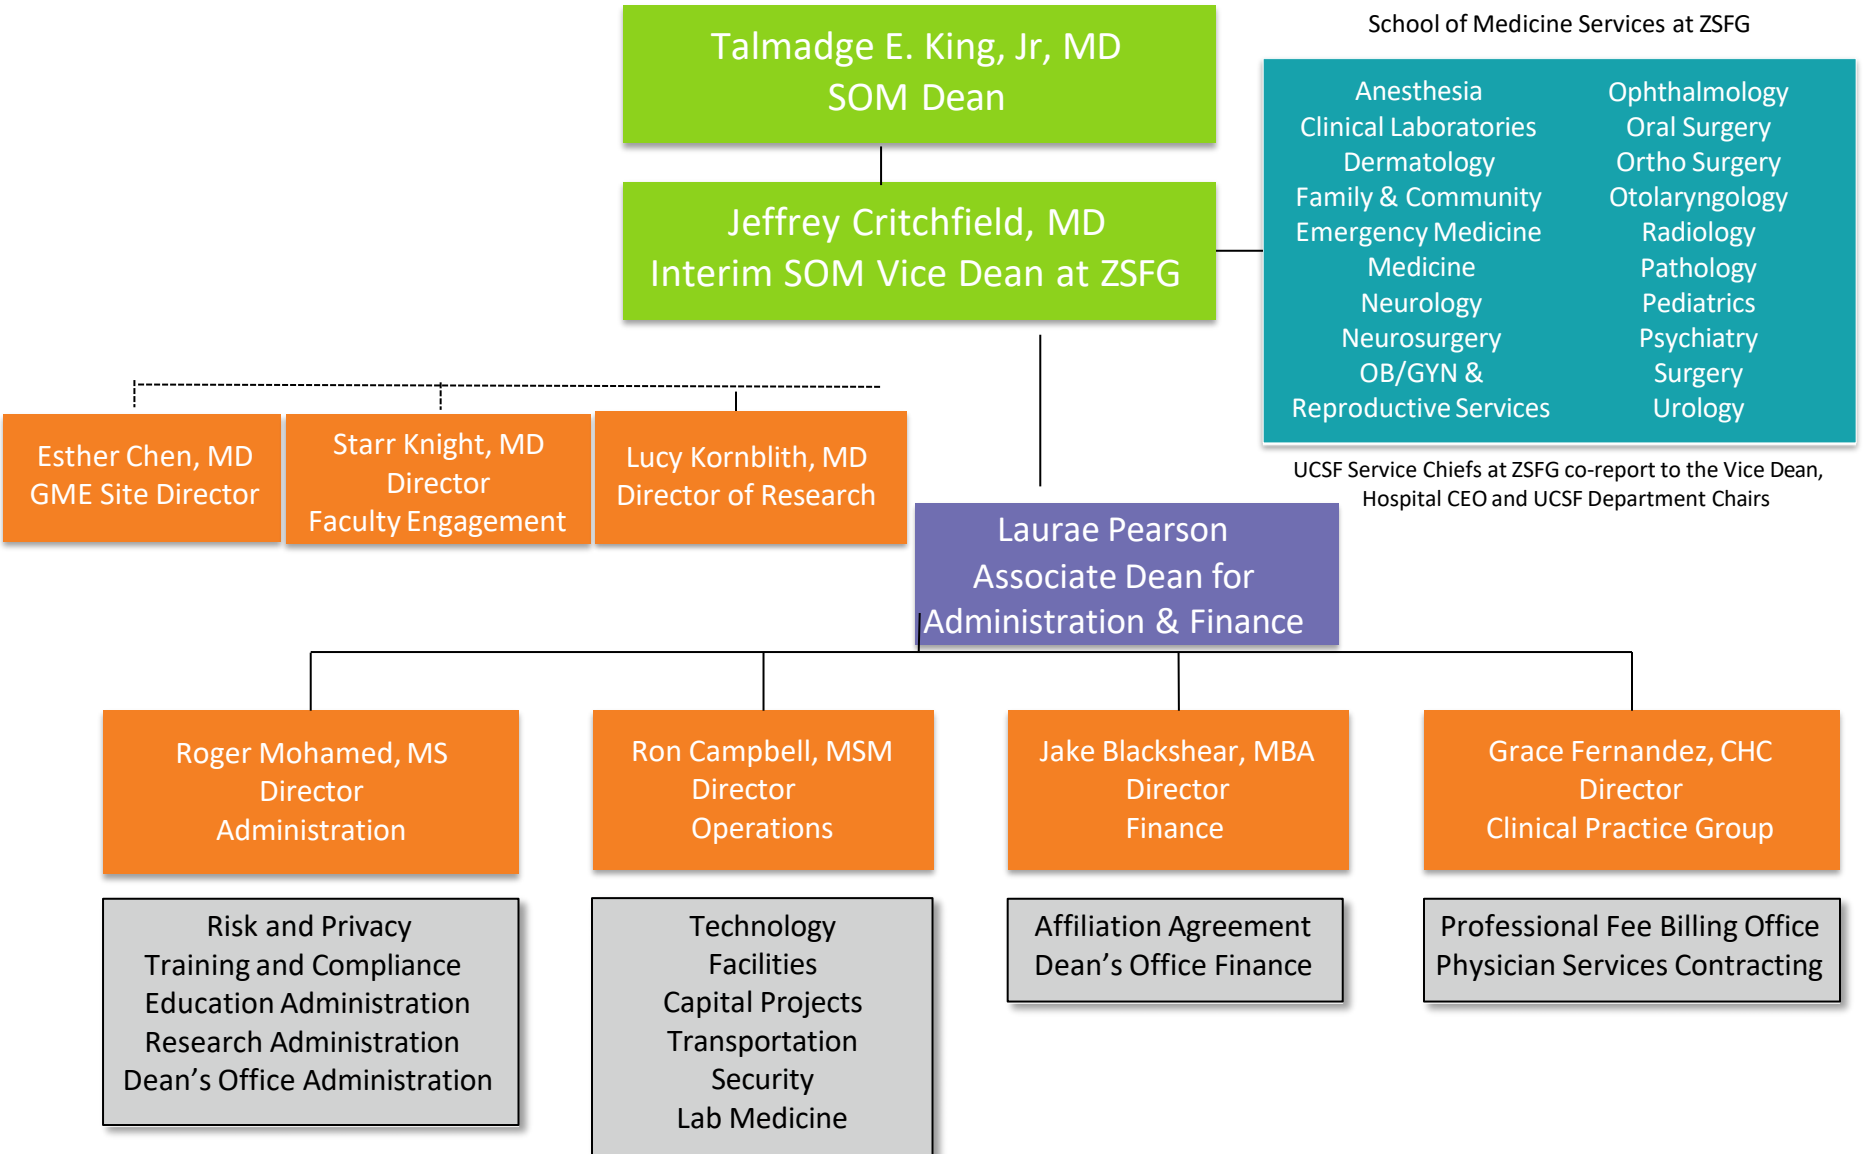 Talmadge E. King, Jr, MD
SOM Dean
Jeffrey Critchfield, MD
Interim SOM Vice Dean at ZSFG
School of Medicine Services at ZSFG
Anesthesia
Clinical Laboratories
Dermatology
Family & Community
Emergency Medicine
Medicine
Neurology
Neurosurgery
OB/GYN &
Reproductive Services
Ophthalmology
Oral Surgery
Ortho Surgery
Otolaryngology
Radiology
Pathology
Pediatrics
Psychiatry
Surgery
Urology
UCSF Service Chiefs at ZSFG co-report to the Vice Dean,
Hospital CEO and UCSF Department Chairs
Esther Chen, MD
GME Site Director
Starr Knight, MD
Director
Faculty Engagement
Lucy Kornblith, MD
Director of Research
Laurae Pearson
Associate Dean for
Administration & Finance
Roger Mohamed, MS
Director
Administration
Risk and Privacy
Training and Compliance
Education Administration
Research Administration
Dean’s Office Administration
Ron Campbell, MSM
Director
Operations
Technology
Facilities
Capital Projects
Transportation
Security
Lab Medicine
Jake Blackshear, MBA
Director
Finance
Affiliation Agreement
Dean’s Office Finance
Grace Fernandez, CHC
Director
Clinical Practice Group
Professional Fee Billing Office
Physician Services Contracting